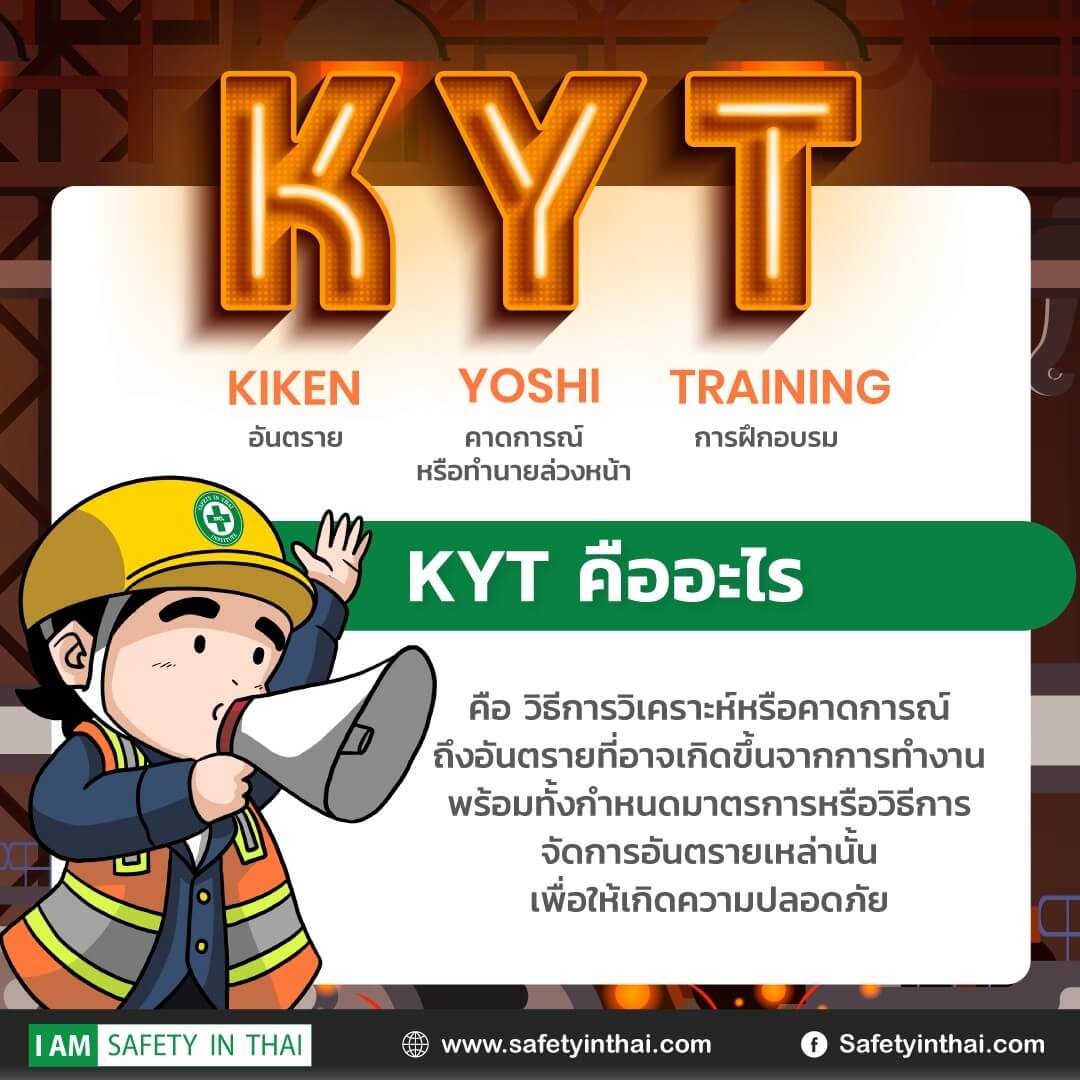 KYT
KIKEN YOSHI TRAINING
อันตราย คาดการณ์ การฝึกอบรม
หรือทำนายล่วงหน้า
SAFETY IN THAI
INSTITUTE
KYT คืออะไร
คือ วิธีการวิเคราะห์หรือคาดการณ์
ถึงอันตรายที่อาจเกิดขึ้นจากการทำงาน
พร้อมทั้งกำหนดมาตรการหรือวิธีการ
จัดการอันตรายเหล่านั้น
เพื่อให้เกิดความปลอดภัย
I AM SAFETY IN THAI www.safetyinthai.com Safetyinthai.com